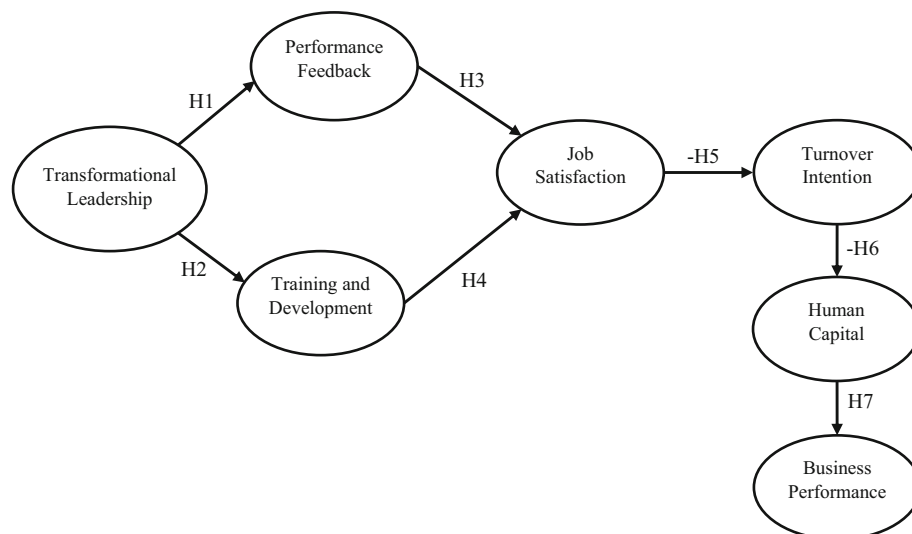 Performance
Feedback
H1
H3
Transformational
Leadership
Job
Satisfaction
-H5
Turnover
Intention
H2
H4
Training and
Development
-H6
Human
Capital
H7
Business
Performance